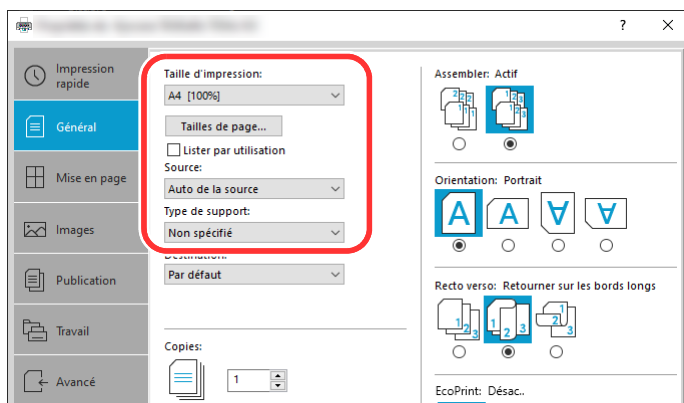 ?
Impression
rapide
Général
Mise en page
Images
Publication
Travail
Avancé
Taille d'impression:
A4 [100%]
Tailles de page...
Lister par utilisation
Source:
Auto de la source
Type de support:
Non spécifié
Destination:
Par défaut
Copies:
1
Assembler: Actif
Orientation: Portrait
A A A A
Recto verso: Retourner sur les bords longs
EcoPrint: Désac..